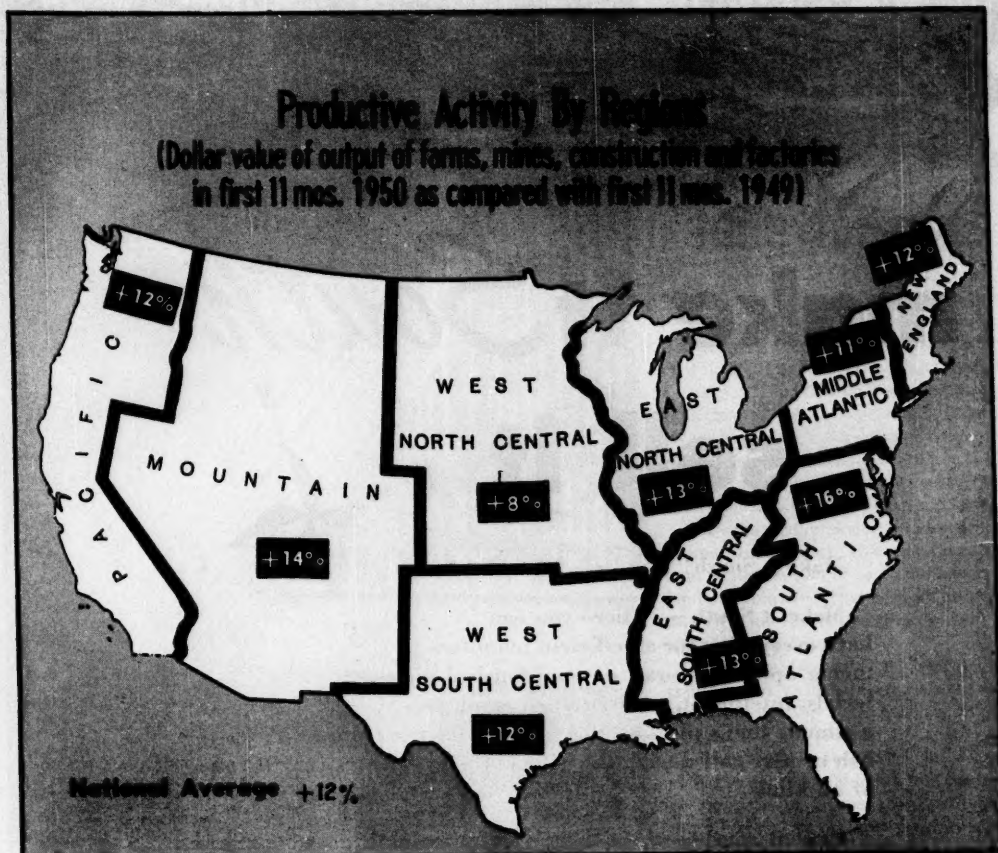 Productive Activity By Regions
(Dollar value of output of farms, mines, construction and factories
in first 11 mos. 1950 as compared with first 11 mos. 1949)
+12%
PACIFIC
MOUNTAIN
+14%
WEST
NORTH CENTRAL
+8%
WEST
SOUTH CENTRAL
+12%
EAST
NORTH CENTRAL
+13%
EAST
SOUTH CENTRAL
+13%
SOUTH
ATLANTIC
+16%
+11%
MIDDLE
ATLANTIC
+12%
NEW
ENGLAND
National Average +12%